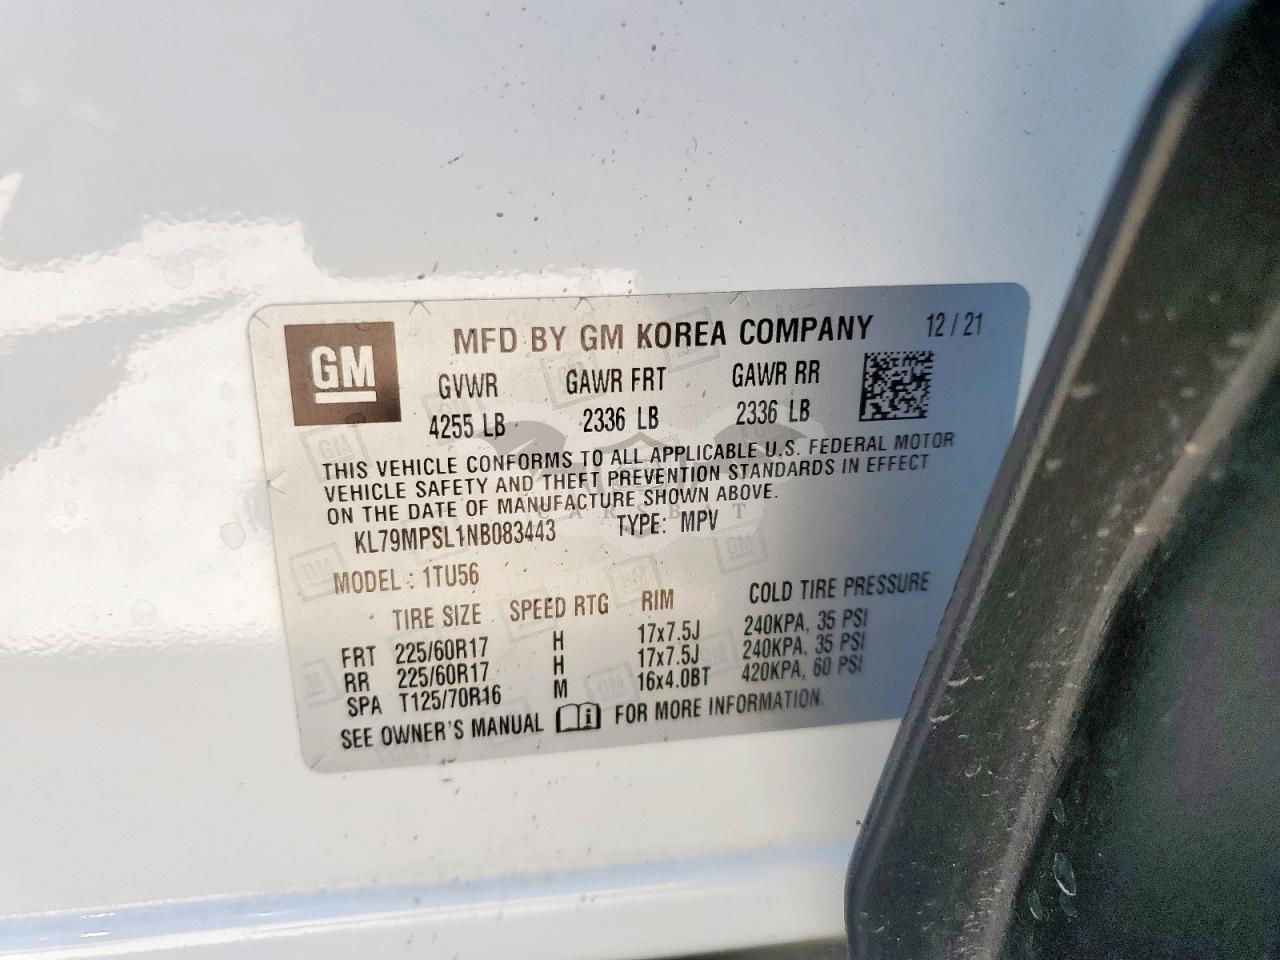 GM
MFD BY GM KOREA COMPANY 12/21
GVWR GAWR FRT GAWR RR
4255 LB 2336 LB 2336 LB
THIS VEHICLE CONFORMS TO ALL APPLICABLE U.S. FEDERAL MOTOR
VEHICLE SAFETY AND THEFT PREVENTION STANDARDS IN EFFECT
ON THE DATE OF MANUFACTURE SHOWN ABOVE.
CARSBAT
KL79MPSL1NB083443 TYPE: MPV
MODEL: 1TU56
TIRE SIZE SPEED RTG RIM COLD TIRE PRESSURE
FRT 225/60R17 H 17x7.5J 240KPA, 35 PSI
RR 225/60R17 H 17x7.5J 240KPA, 35 PSI
SPA T125/70R16 M 16x4.0BT 420KPA, 60 PSI
SEE OWNER'S MANUAL FOR MORE INFORMATION.